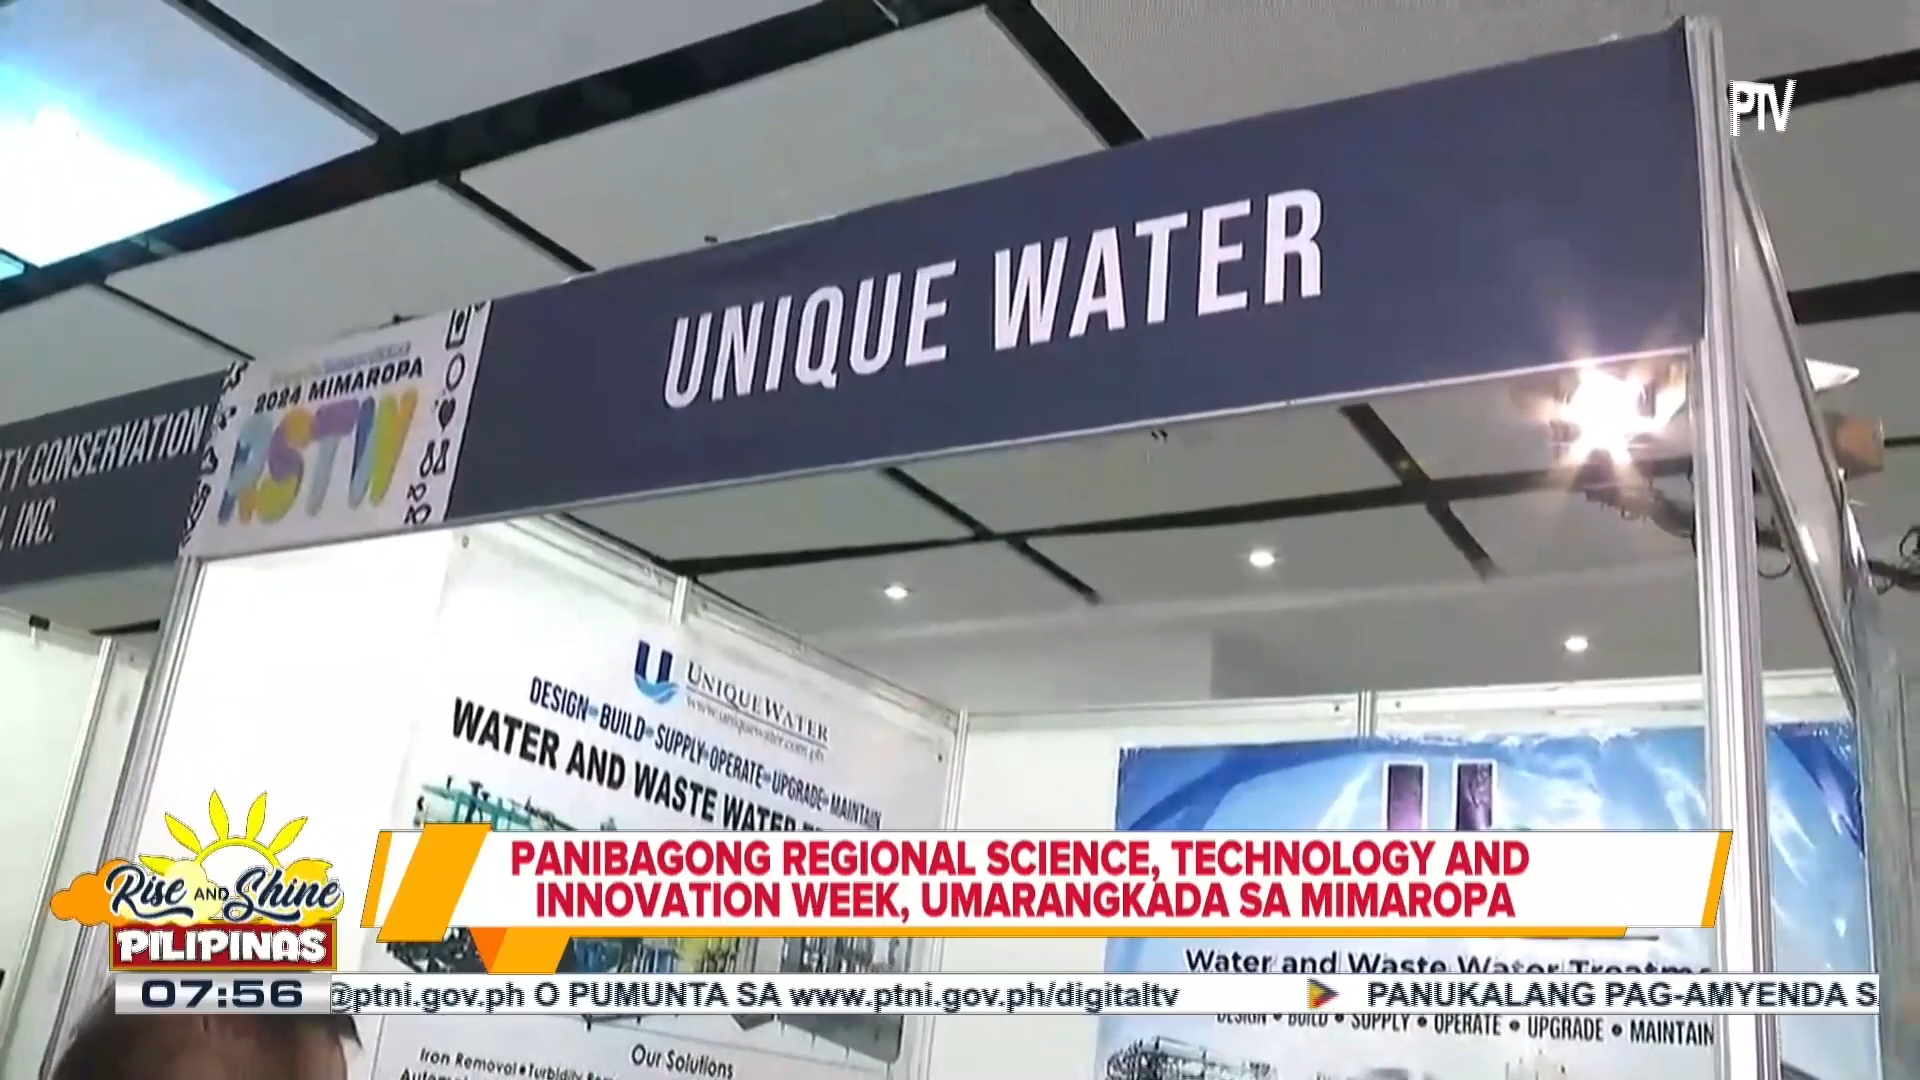 PTV
UNIQUE WATER
2024 MIMAROPA
RSTW
TY CONSERVATION
, INC.
UNIQUEWATER
www.uniquewater.com.ph
DESIGN • BUILD • SUPPLY • OPERATE • UPGRADE • MAINTAIN
WATER AND WASTE WATER
PANIBAGONG REGIONAL SCIENCE, TECHNOLOGY AND
INNOVATION WEEK, UMARANGKADA SA MIMAROPA
Rise AND Shine
PILIPINAS
Water and Waste Water
07:56
@ptni.gov.ph O PUMUNTA SA www.ptni.gov.ph/digitaltv
PANUKALANG PAG-AMYENDA S
DESIGN • BUILD • SUPPLY • OPERATE • UPGRADE • MAINTAIN
Our Solutions
Iron Removal • Turbidity